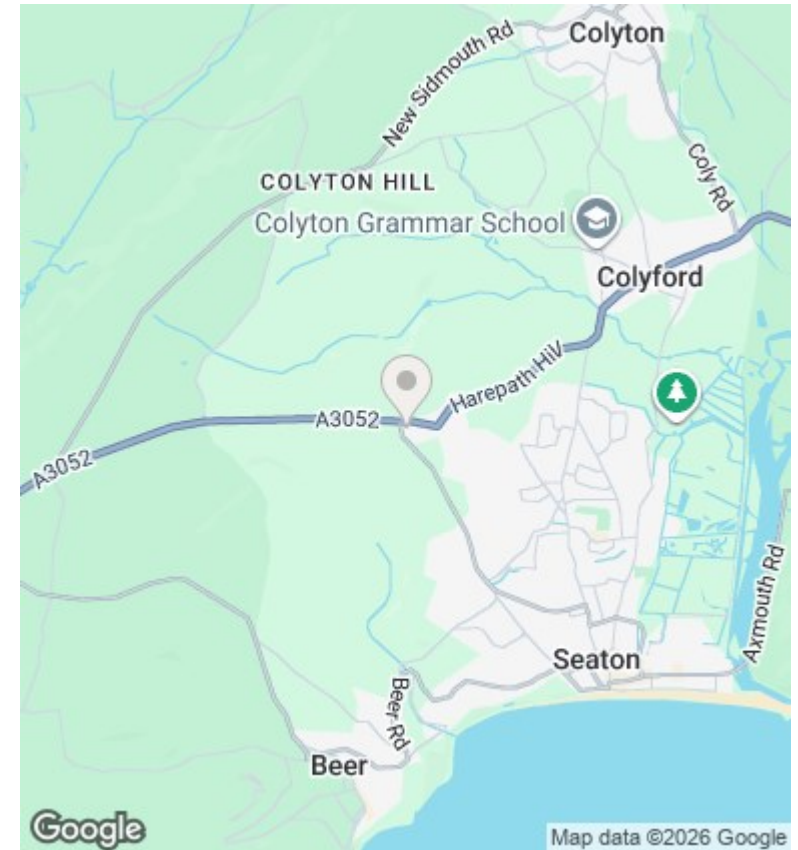 Colyton
New Sidmouth Rd
Coly Rd
COLYTON HILL
Colyton Grammar School
Colyford
Harepath Hil
A3052
A3052
Axmouth Rd
Seaton
Beer Rd
Beer
Google
Map data ©2026 Google